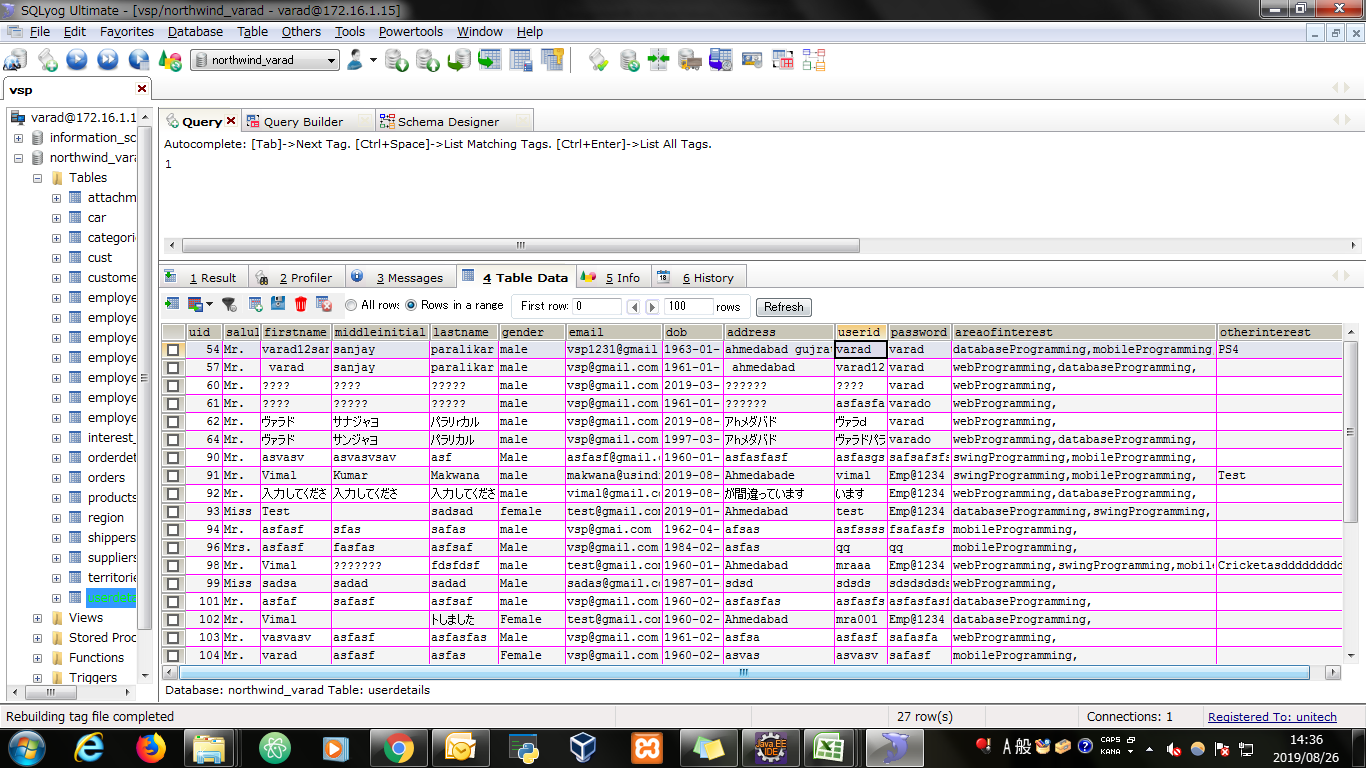 SQLyog Ultimate - [vsp/northwind_varad - varad@172.16.1.15]
File Edit Favorites Database Table Others Tools Powertools Window Help
northwind_varad
vsp
varad@172.16.1.1
information_sc
northwind_vara
Tables
attachm
car
categori
cust
custome
employe
employe
employe
employe
employe
employe
employe
interest_
orderdet
orders
products
region
shippers
suppliers
territorie
userdet
Views
Stored Proc
Functions
Triggers
Query Query Builder Schema Designer
Autocomplete: [Tab]->Next Tag. [Ctrl+Space]->List Matching Tags. [Ctrl+Enter]->List All Tags.
1
1 Result 2 Profiler 3 Messages 4 Table Data 5 Info 6 History
All rows Rows in a range First row: 0 100 rows Refresh
uid salul firstname middleinitial lastname gender email dob address userid password areaofinterest otherinterest
54 Mr. varad12san sanjay paralikar male vsp1231@gmail 1963-01- ahmedabad gujra varad varad databaseProgramming,mobileProgramming PS4
57 Mr. varad sanjay paralikar male vsp@gmail.com 1961-01- ahmedabad varad12 varad webProgramming,databaseProgramming,
60 Mr. ???? ???? ????? male vsp@gmail.com 2019-03- ?????? ???? varad webProgramming,
61 Mr. ???? ????? ????? male vsp@gmail.com 1961-01- ?????? asfasfa varado webProgramming,
62 Mr. ヴァラド サナジャヨ パラリrカル male vsp@gmail.com 2019-08- アhメダバド ヴァラd varad webProgramming,
64 Mr. ヴァラド サンジャヨ パラリカル male vsp@gmail.com 1997-03- アhメダバド ヴァラドパラ varado webProgramming,databaseProgramming,
90 Mr. asvasv asvasvsav asf Male asfasf@gmail.c 1960-01- asfasfasf asfasgs safsafsfs swingProgramming,mobileProgramming,
91 Mr. Vimal Kumar Makwana male makwana@usindi 2019-08- Ahmedabade vimal Emp@1234 swingProgramming,mobileProgramming, Test
92 Mr. 入力してくださ 入力してくださ 入力してくださ male vimal@gmail.co 2019-08- が間違っています います Emp@1234 webProgramming,databaseProgramming,
93 Miss Test sadsad female test@gmail.com 2019-01- Ahmedabad test Emp@1234 databaseProgramming,swingProgramming,
94 Mr. asfasf sfas asfas male vsp@gmai.com 1962-04- afsas asfssss fsafasfs mobileProgramming,
96 Mrs. asfasf fasfas asfsaf Male vsp@gmail.com 1984-02- asfas qq qq mobileProgramming,
98 Mr. Vimal ??????? fdsfdsf male test@gmail.com 1960-01- Ahmedabad mraaa Emp@1234 webProgramming,swingProgramming,mobile Cricketasddddddddd
99 Miss sadsa sadad sadad Male sadas@gmail.com 1987-01- sdsd sdsds sdsdsdsds webProgramming,
101 Mr. asfaf safasf asfsaf male vsp@gmail.com 1960-02- asfasfas asfasfs asfasfasf databaseProgramming,
102 Mr. Vimal トしました Female test@gmail.com 1960-02- Ahmedabad mra001 Emp@1234 databaseProgramming,
103 Mr. vasvasv asfasf asfasfas Male vsp@gmail.com 1961-02- asfsa asfasf safasfa webProgramming,
104 Mr. varad asfasf asfas Female vsp@gmail.com 1960-02- asvas asvasv safasf mobileProgramming,
Database: northwind_varad Table: userdetails
Rebuilding tag file completed 27 row(s) Connections: 1 Registered To: unitech
Java EE IDE A 般 CAPS KANA 14:36
2019/08/26